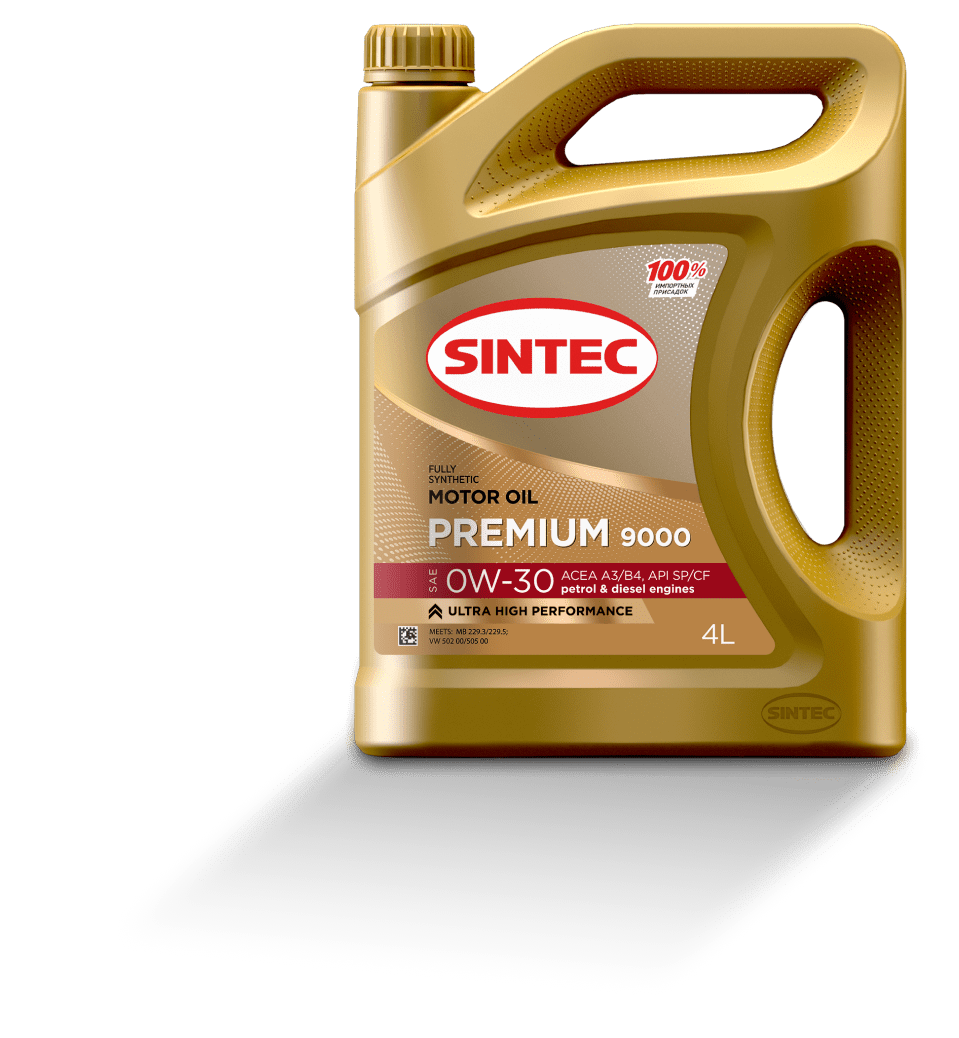 100%
ИМПОРТНЫХ
ПРИСАДОК
SINTEC
FULLY
SYNTHETIC
MOTOR OIL
PREMIUM 9000
SAE 0W-30 ACEA A3/B4, API SP/CF
petrol & diesel engines
ULTRA HIGH PERFORMANCE
MEETS: MB 229.3/229.5;
VW 502 00/505 00
4L
SINTEC